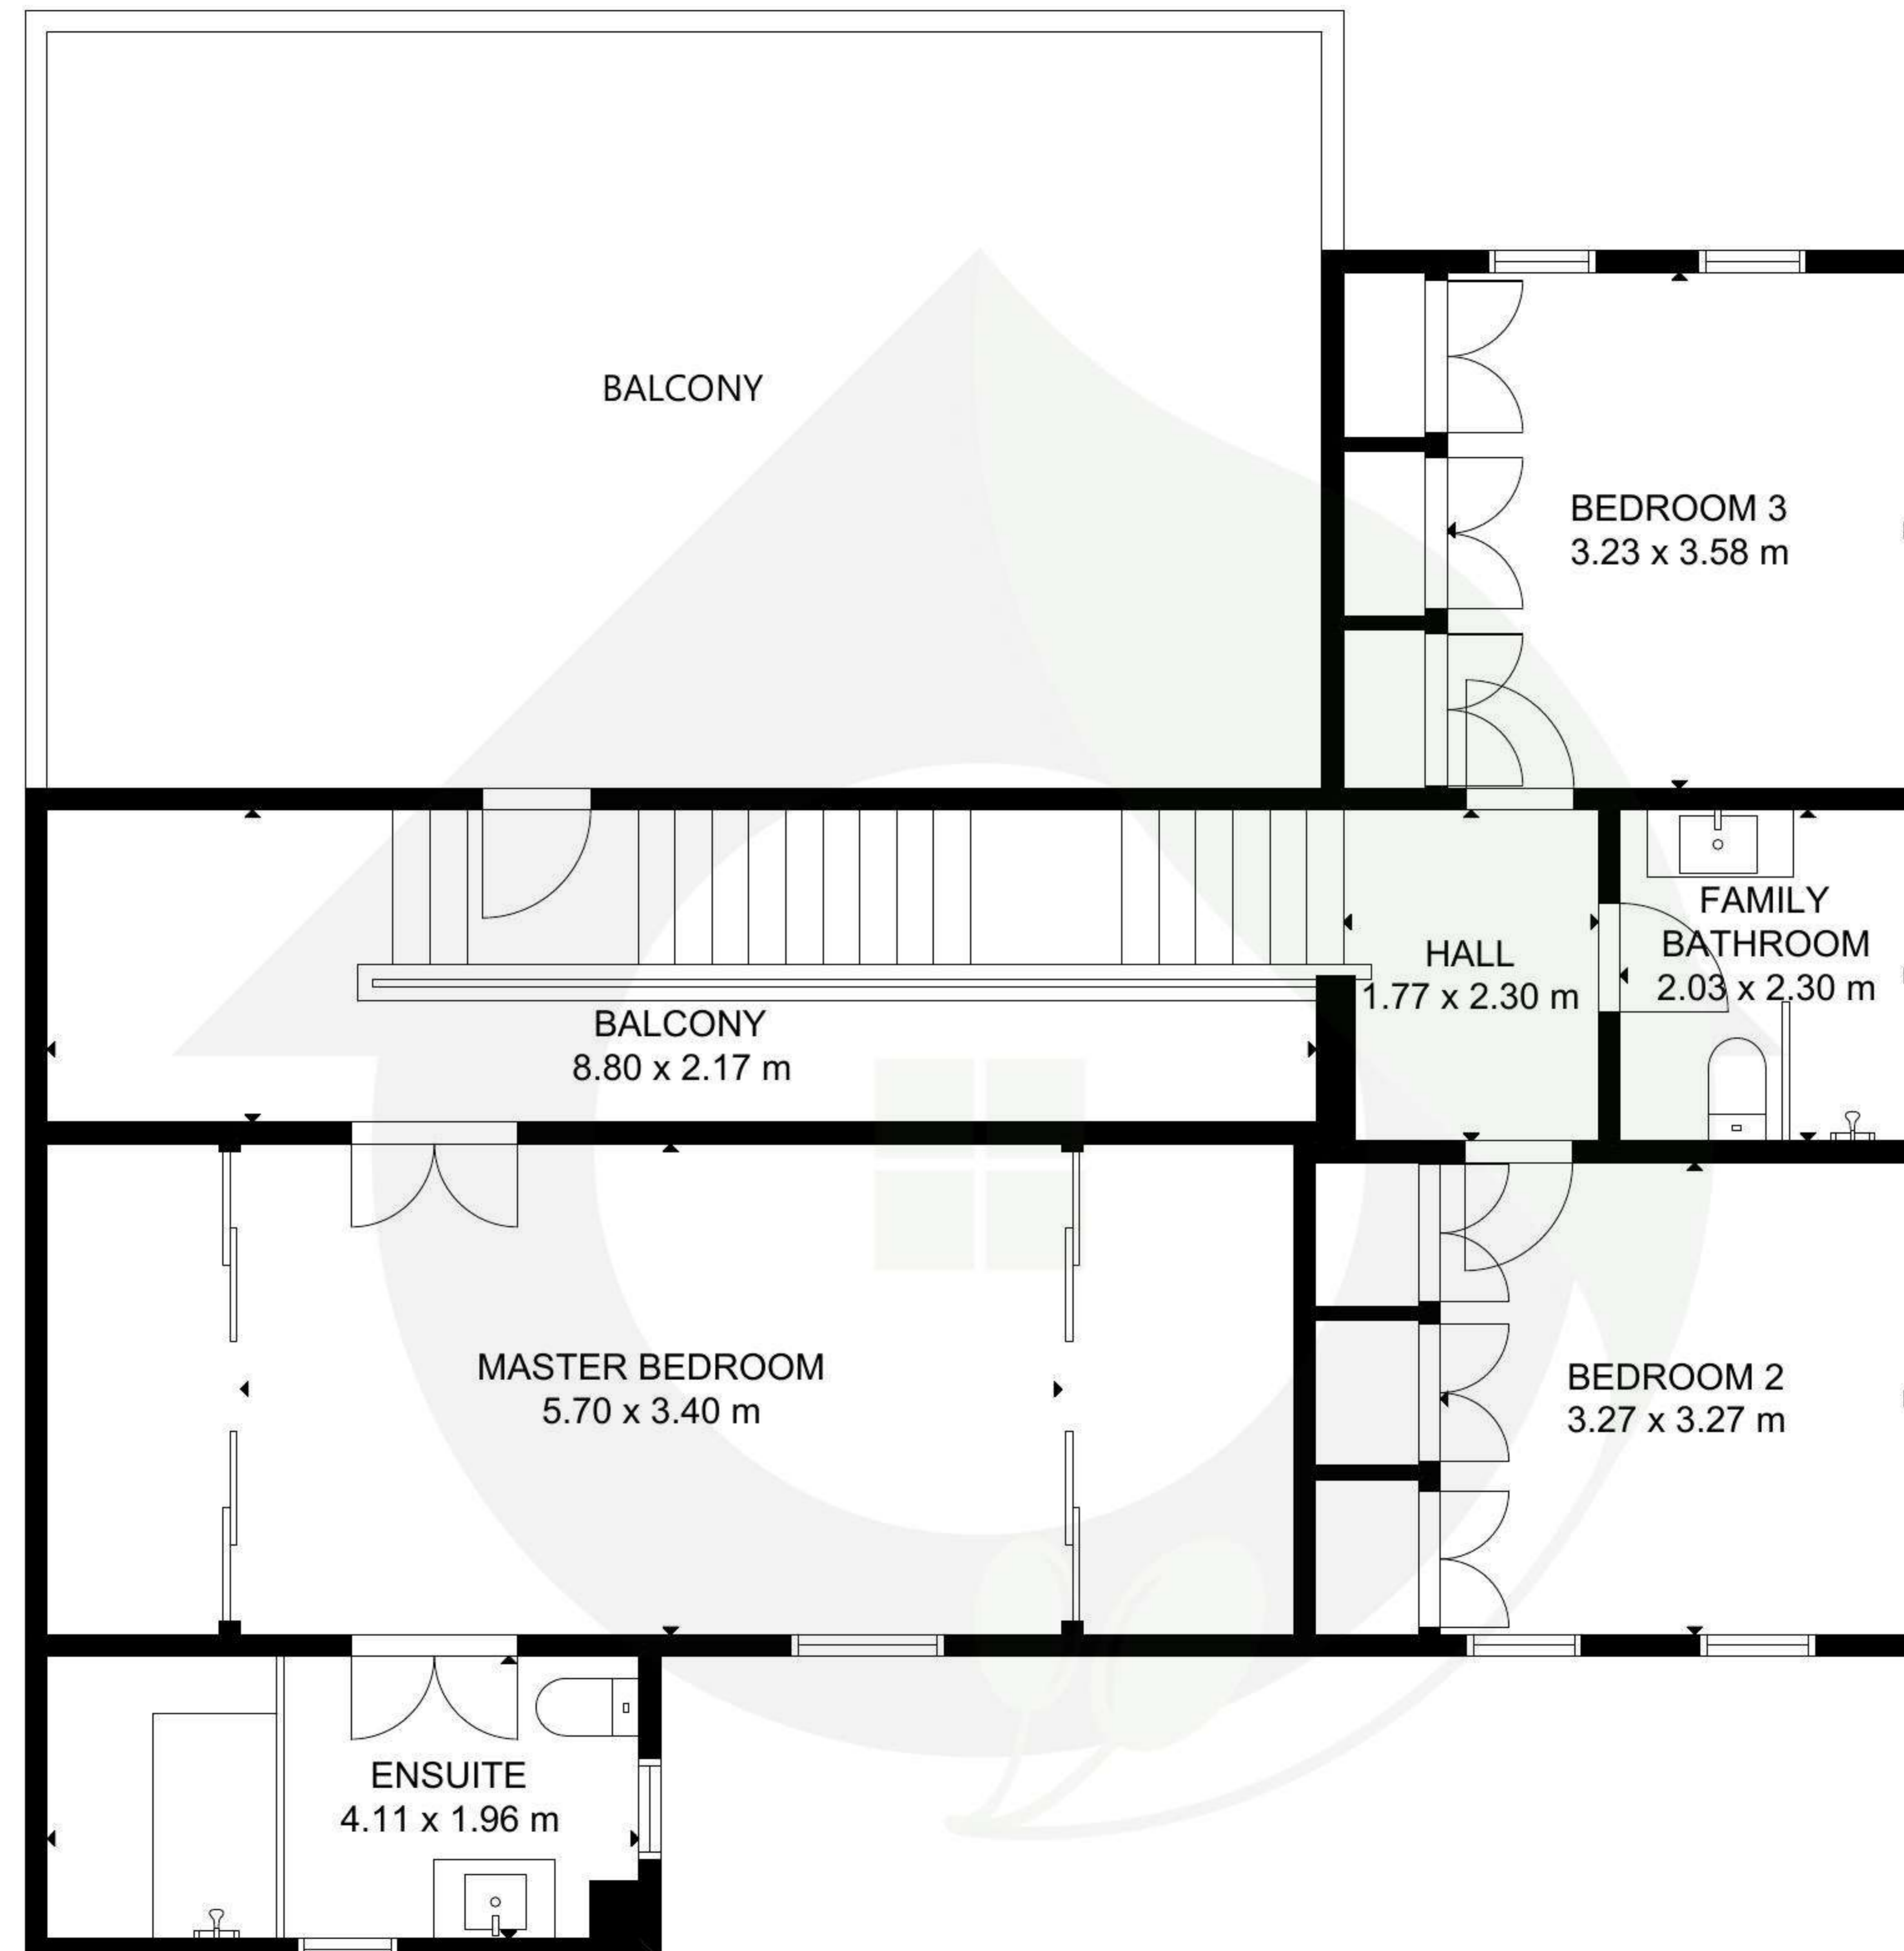 BALCONY
BEDROOM 3
3.23 x 3.58 m
FAMILY
BATHROOM
2.03 x 2.30 m
HALL
1.77 x 2.30 m
BALCONY
8.80 x 2.17 m
MASTER BEDROOM
5.70 x 3.40 m
BEDROOM 2
3.27 x 3.27 m
ENSUITE
4.11 x 1.96 m